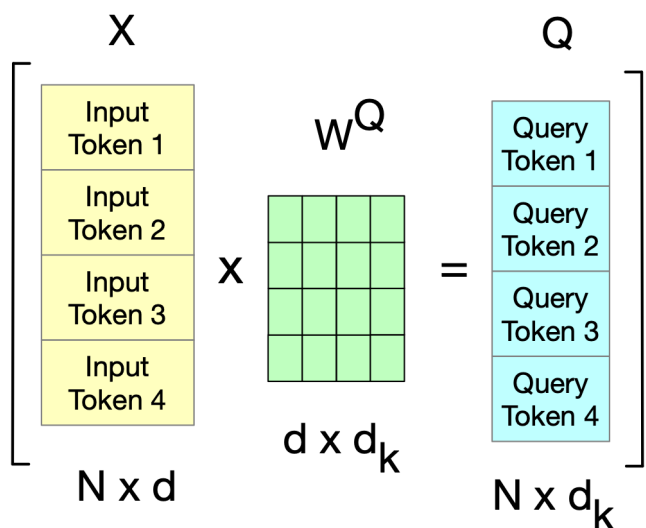 X
Q
W^Q
Input
Token 1
Input
Token 2
Input
Token 3
Input
Token 4
x
=
Query
Token 1
Query
Token 2
Query
Token 3
Query
Token 4
N x d
d x d_k
N x d_k